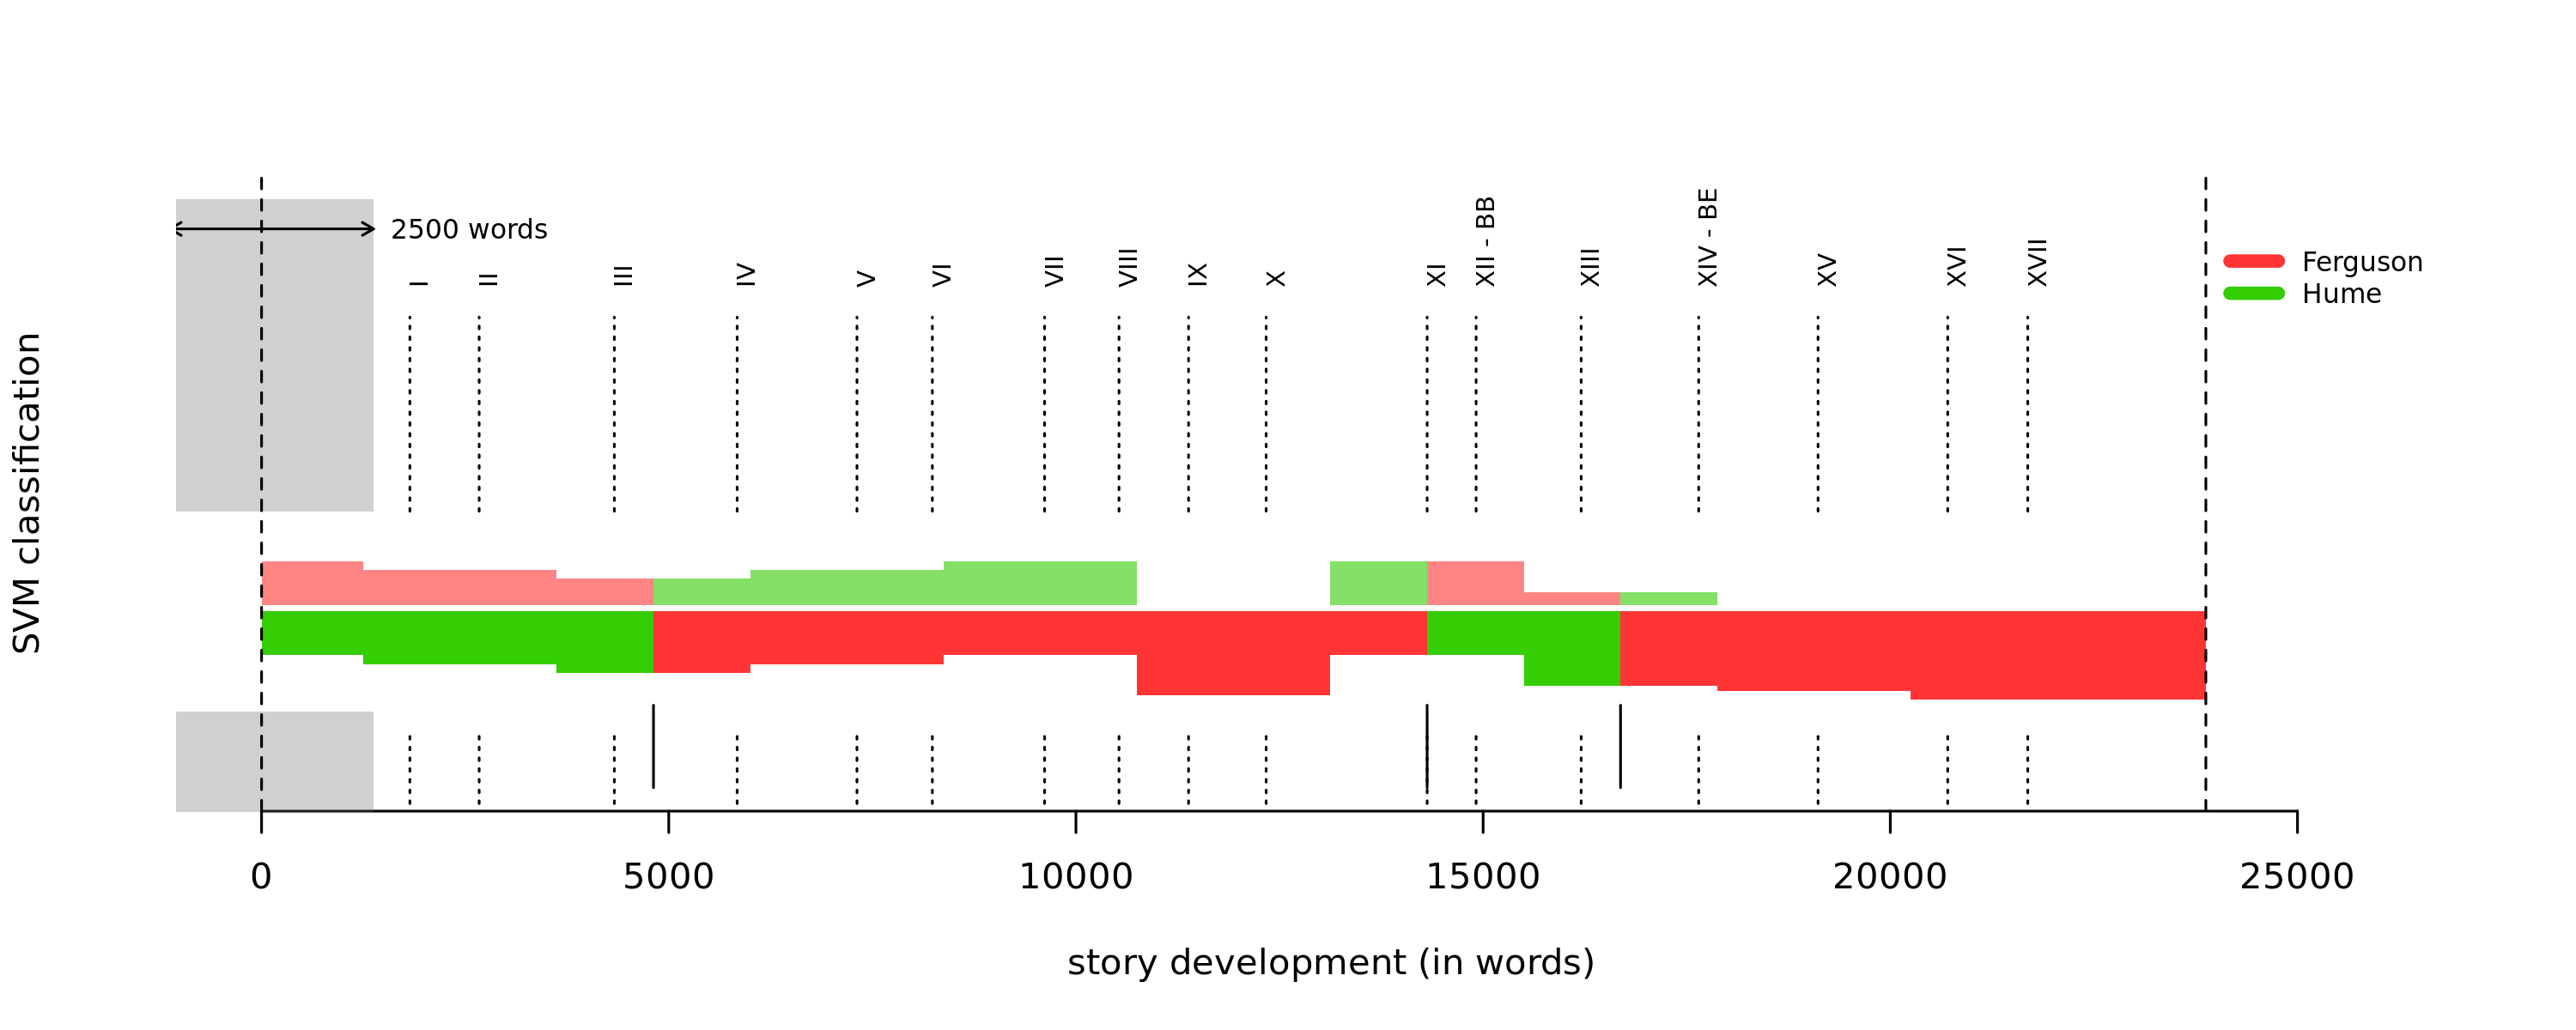 2500 words
I
II
III
IV
V
VI
VII
VIII
IX
X
XI
XII - BB
XIII
XIV - BE
XV
XVI
XVII
Ferguson
Hume
SVM classification
0
5000
10000
15000
20000
25000
story development (in words)